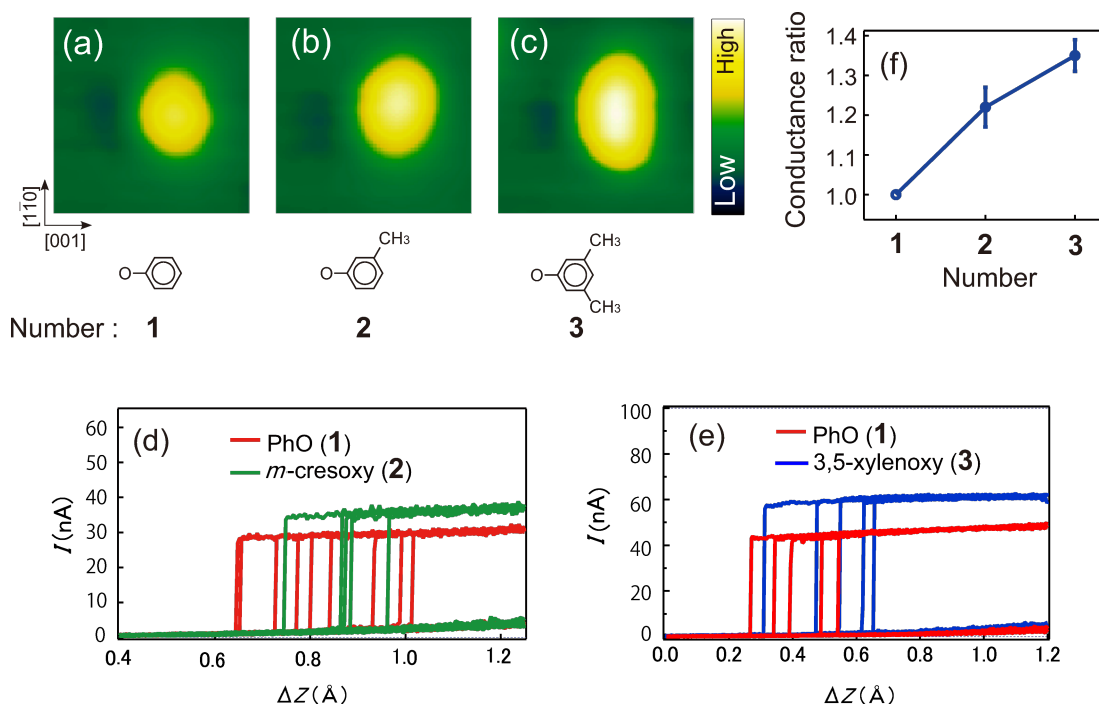 (a)
(b)
(c)
High
Low
[11̄0]
[001]
O
CH3
O
CH3
O
CH3
Number : 1 2 3
(f)
Conductance ratio
1.4
1.3
1.2
1.0
1 2 3
Number
(d)
PhO (1)
m-cresoxy (2)
I (nA)
60
50
40
30
20
10
0
0.4 0.6 0.8 1.0 1.2
ΔZ(Å)
(e)
PhO (1)
3,5-xylenoxy (3)
I (nA)
100
80
60
40
20
0
0.0 0.2 0.4 0.6 0.8 1.0 1.2
ΔZ(Å)